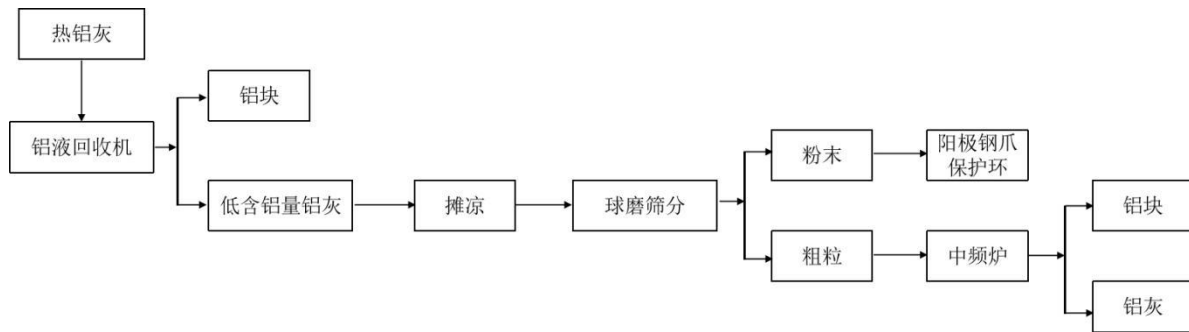 热铝灰
铝液回收机
铝块
低含铝量铝灰
摊凉
球磨筛分
粉末
阳极钢爪
保护环
粗粒
中频炉
铝块
铝灰